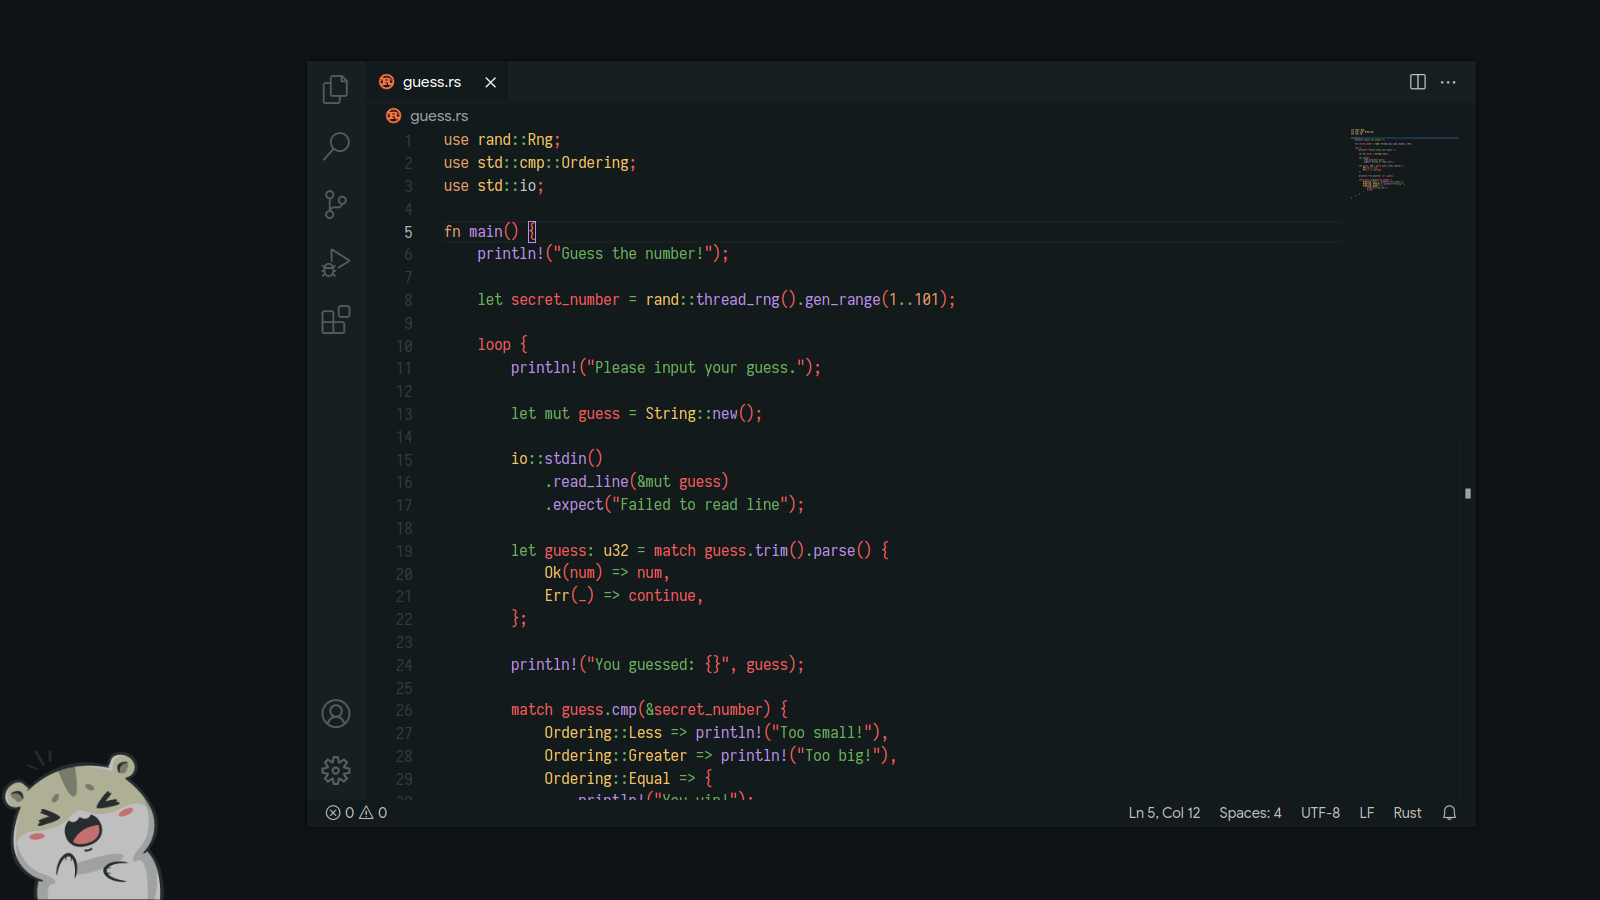 guess.rs
guess.rs
1 use rand::Rng;
2 use std::cmp::Ordering;
3 use std::io;
4
5 fn main() {
6     println!("Guess the number!");
7
8     let secret_number = rand::thread_rng().gen_range(1..101);
9
10     loop {
11         println!("Please input your guess.");
12
13         let mut guess = String::new();
14
15         io::stdin()
16             .read_line(&mut guess)
17             .expect("Failed to read line");
18
19         let guess: u32 = match guess.trim().parse() {
20             Ok(num) => num,
21             Err(_) => continue,
22         };
23
24         println!("You guessed: {}", guess);
25
26         match guess.cmp(&secret_number) {
27             Ordering::Less => println!("Too small!"),
28             Ordering::Greater => println!("Too big!"),
29             Ordering::Equal => {
println!("You win!");
0 0 Ln 5, Col 12 Spaces: 4 UTF-8 LF Rust